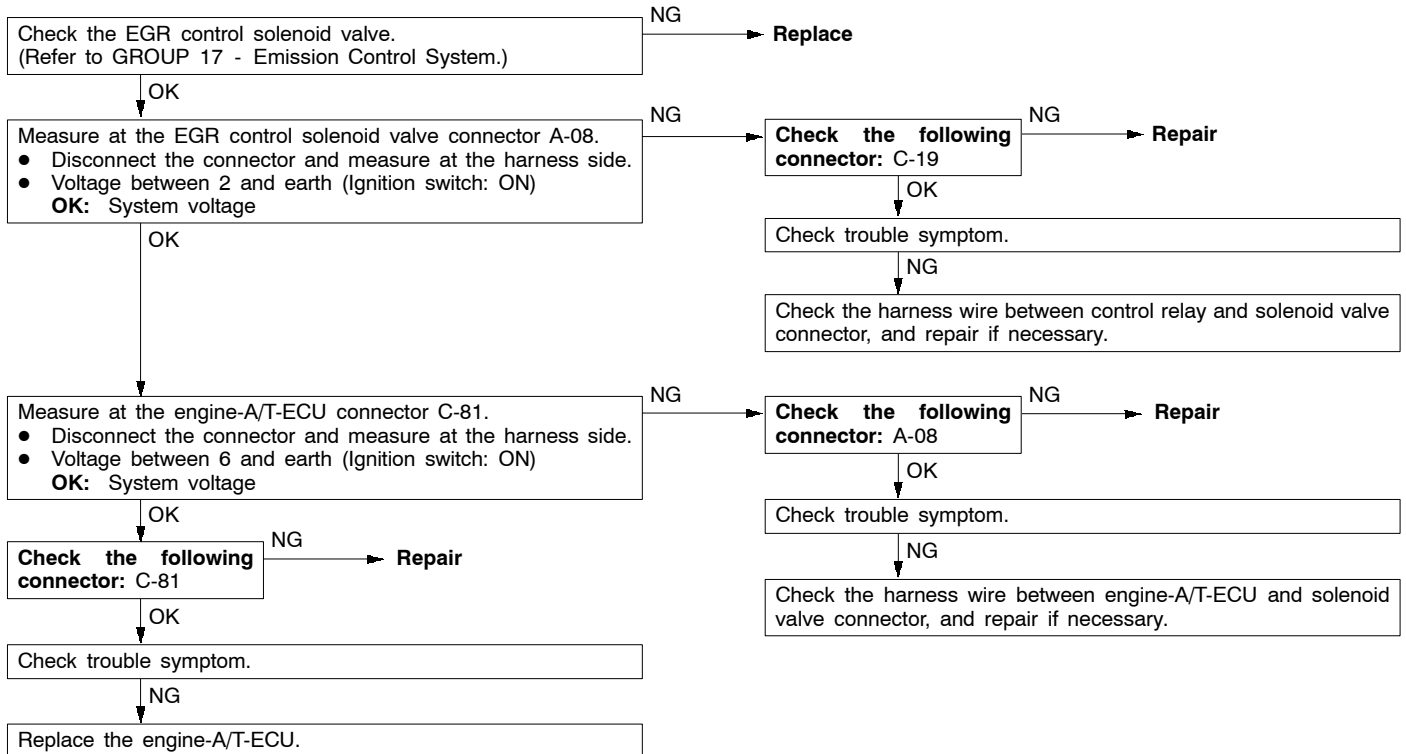 Check the EGR control solenoid valve.
(Refer to GROUP 17 - Emission Control System.)
NG
Replace
OK
Measure at the EGR control solenoid valve connector A-08.
● Disconnect the connector and measure at the harness side.
● Voltage between 2 and earth (Ignition switch: ON)
OK: System voltage
NG
Check the following
connector: C-19
NG
Repair
OK
Check trouble symptom.
NG
Check the harness wire between control relay and solenoid valve
connector, and repair if necessary.
OK
Measure at the engine-A/T-ECU connector C-81.
● Disconnect the connector and measure at the harness side.
● Voltage between 6 and earth (Ignition switch: ON)
OK: System voltage
NG
Check the following
connector: A-08
NG
Repair
OK
Check trouble symptom.
NG
Check the harness wire between engine-A/T-ECU and solenoid
valve connector, and repair if necessary.
OK
Check the following
connector: C-81
NG
Repair
OK
Check trouble symptom.
NG
Replace the engine-A/T-ECU.